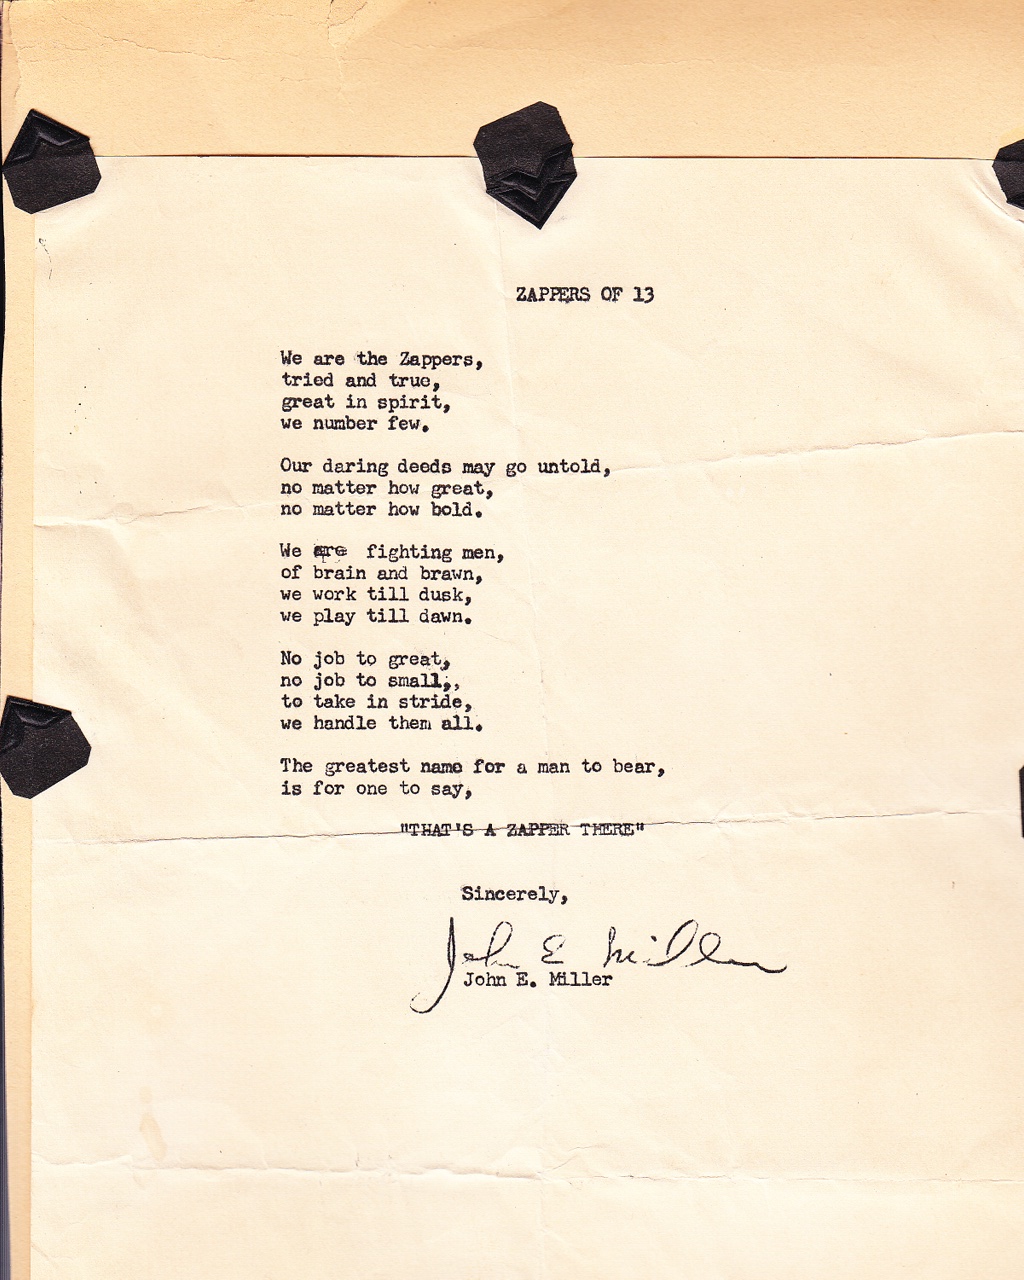 ZAPPERS OF 13
We are the Zappers,
tried and true,
great in spirit,
we number few.
Our daring deeds may go untold,
no matter how great,
no matter how bold.
We are fighting men,
of brain and brawn,
we work till dusk,
we play till dawn.
No job to great,
no job to small,,
to take in stride,
we handle them all.
The greatest name for a man to bear,
is for one to say,
"THAT'S A ZAPPER THERE"
Sincerely,
John E Miller
John E. Miller